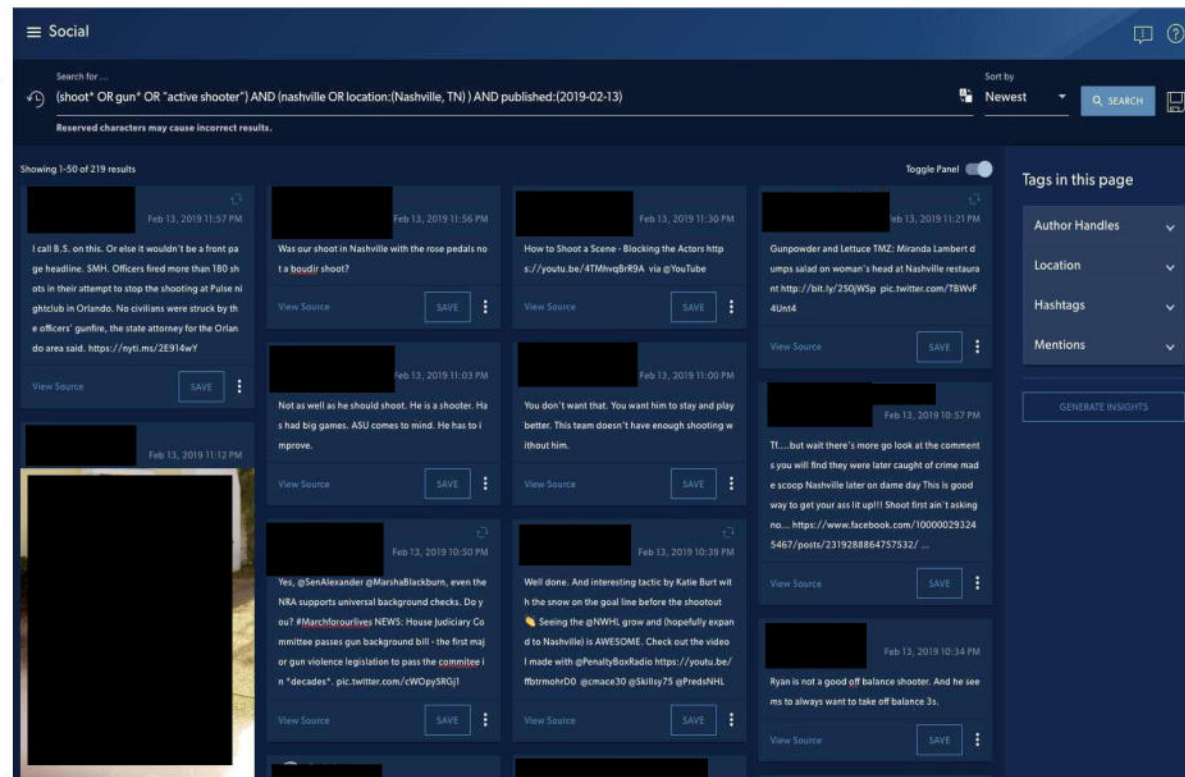 Social
Search for ...
(shoot* OR gun* OR "active shooter") AND (nashville OR location:(Nashville, TN) ) AND published:(2019-02-13)
Sort by
Newest
SEARCH
Reserved characters may cause incorrect results.
Showing 1-50 of 219 results
Toggle Panel
Feb 13, 2019 11:57 PM
I call B.S. on this. Or else it wouldn't be a front pa
ge headline. SMH. Officers fired more than 180 sh
ots in their attempt to stop the shooting at Pulse ni
ghtclub in Orlando. No civilians were struck by th
e officers' gunfire, the state attorney for the Orlan
do area said. https://nyti.ms/2E914wY
View Source
SAVE
Feb 13, 2019 11:12 PM
Feb 13, 2019 11:56 PM
Was our shoot in Nashville with the rose pedals no
t a boudir shoot?
View Source
SAVE
Feb 13, 2019 11:03 PM
Not as well as he should shoot. He is a shooter. Ha
s had big games. ASU comes to mind. He has to i
mprove.
View Source
SAVE
Feb 13, 2019 10:50 PM
Yes, @SenAlexander @MarshaBlackburn, even the
NRA supports universal background checks. Do y
ou? #Marchforourlives NEWS: House Judiciary Co
mmittee passes gun background bill - the first maj
or gun violence legislation to pass the commitee i
n *decades*. pic.twitter.com/cWOpySRGj1
View Source
SAVE
Feb 13, 2019 11:30 PM
How to Shoot a Scene - Blocking the Actors http
s://youtu.be/4TMhvqBrR9A via @YouTube
View Source
SAVE
Feb 13, 2019 11:00 PM
You don't want that. You want him to stay and play
better. This team doesn't have enough shooting w
ithout him.
View Source
SAVE
Feb 13, 2019 10:39 PM
Well done. And interesting tactic by Katie Burt wit
h the snow on the goal line before the shootout
👏 Seeing the @NWHL grow and (hopefully expan
d to Nashville) is AWESOME. Check out the video
I made with @PenaltyBoxRadio https://youtu.be/
ffbtrmohrD0 @cmace30 @Skillsy75 @PredsNHL
View Source
SAVE
eb 13, 2019 11:21 PM
Gunpowder and Lettuce TMZ: Miranda Lambert d
umps salad on woman's head at Nashville restaura
nt http://bit.ly/2S0jWSp pic.twitter.com/TBWvF
4Unt4
View Source
SAVE
Feb 13, 2019 10:57 PM
Tf....but wait there's more go look at the comment
s you will find they were later caught of crime mad
e scoop Nashville later on dame day This is good
way to get your ass lit up!!! Shoot first ain't asking
no... https://www.facebook.com/10000029324
5467/posts/2319288864757532/ ...
View Source
SAVE
Feb 13, 2019 10:34 PM
Ryan is not a good off balance shooter. And he see
ms to always want to take off balance 3s.
View Source
SAVE
Tags in this page
Author Handles
Location
Hashtags
Mentions
GENERATE INSIGHTS